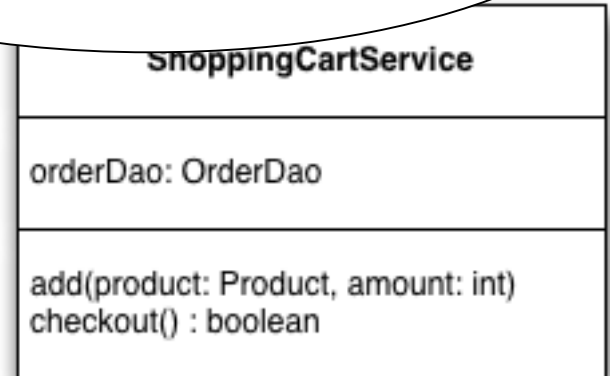 ShoppingCartService
orderDao: OrderDao
add(product: Product, amount: int)
checkout() : boolean